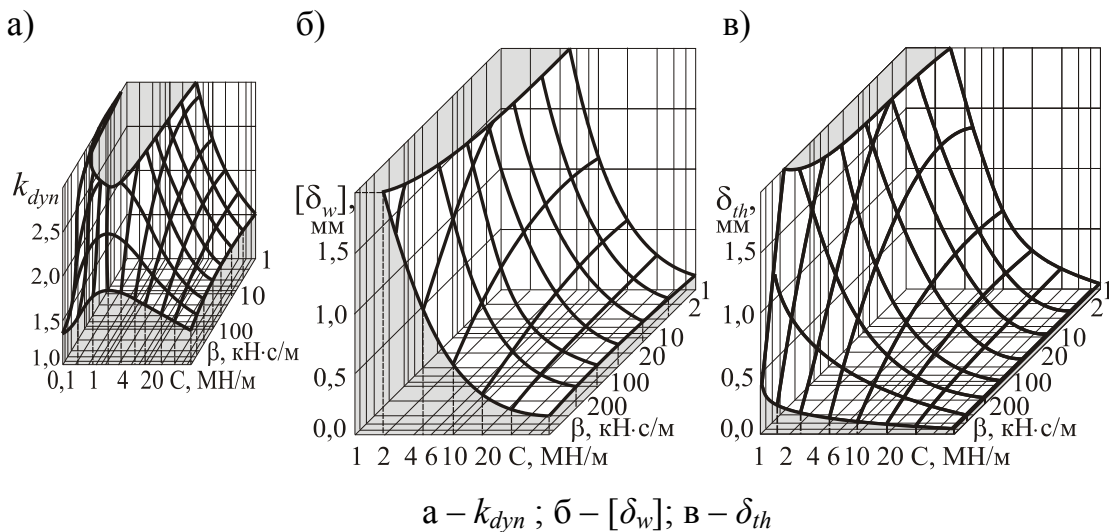 а) б) в)
k_dyn
2,5
2,0
1,5
1,0
0,1 1 4 20 C, МН/м
1
10
100
β, кН·с/м
[δ_w],
мм
1,5
1,0
0,5
0,0
1 2 4 6 10 20 C, МН/м
1
2
10
20
100
200
β, кН·с/м
δ_th,
мм
1,5
1,0
0,5
0,0
1 2 4 6 10 20 C, МН/м
1
2
10
20
100
200
β, кН·с/м
а – k_dyn ; б – [δ_w]; в – δ_th